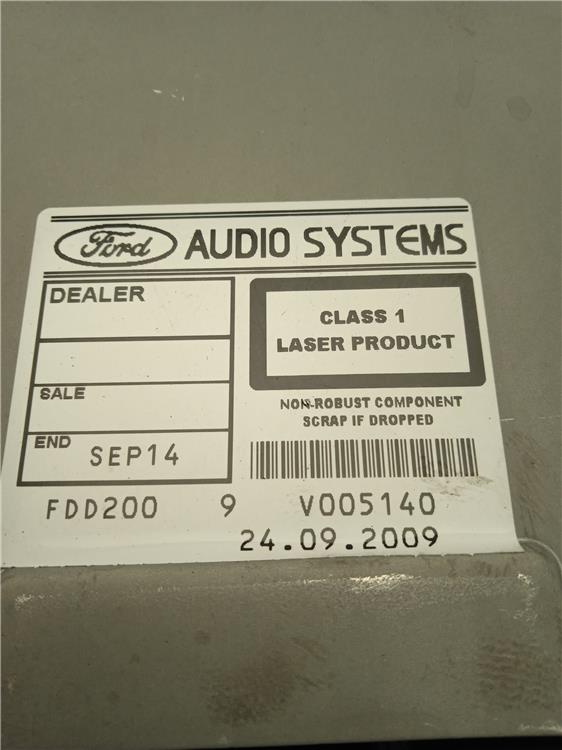 Ford AUDIO SYSTEMS
DEALER
SALE
END SEP14
CLASS 1
LASER PRODUCT
NON-ROBUST COMPONENT
SCRAP IF DROPPED
FDD200 9 V005140
24.09.2009